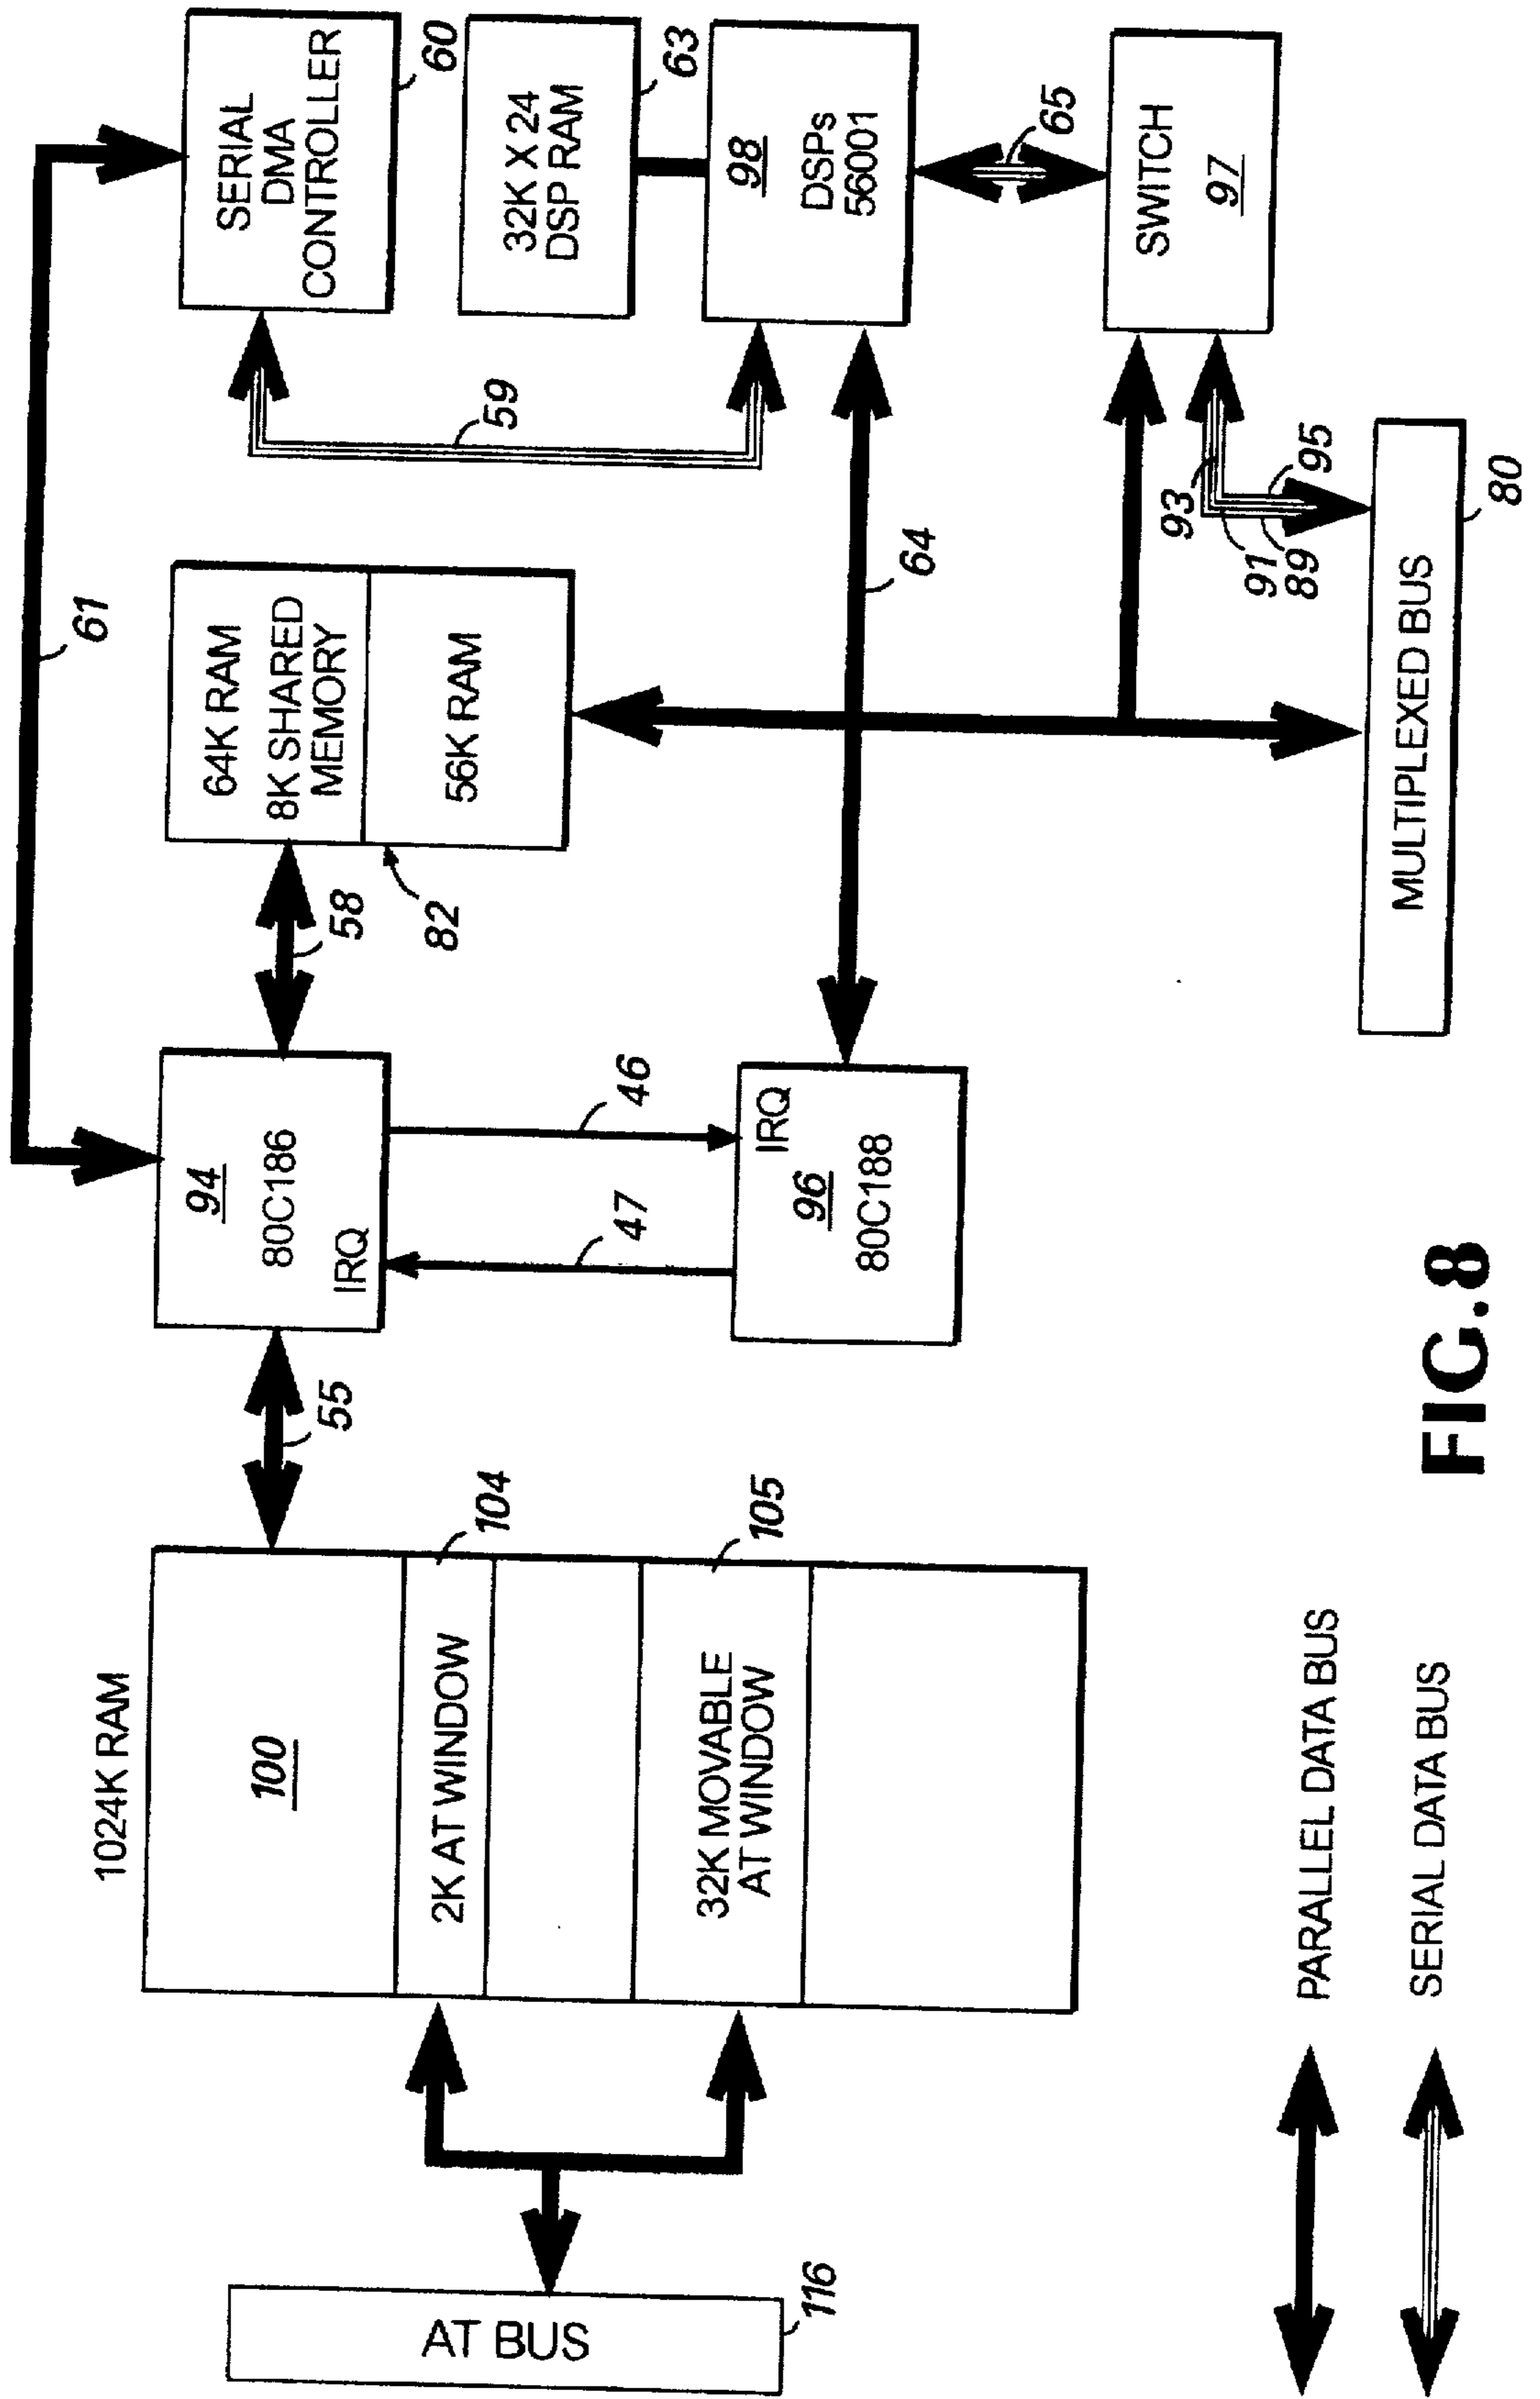 1024K RAM
100
2K AT WINDOW
104
32K MOVABLE
AT WINDOW
105
AT BUS
116
55
94
80C186
IRQ
47
46
IRQ
96
80C188
61
58
82
64K RAM
8K SHARED
MEMORY
56K RAM
64
59
SERIAL
DMA
CONTROLLER
60
32K X 24
DSP RAM
63
98
DSPs
56001
65
SWITCH
97
93
91
89
95
MULTIPLEXED BUS
80
PARALLEL DATA BUS
SERIAL DATA BUS
FIG.8